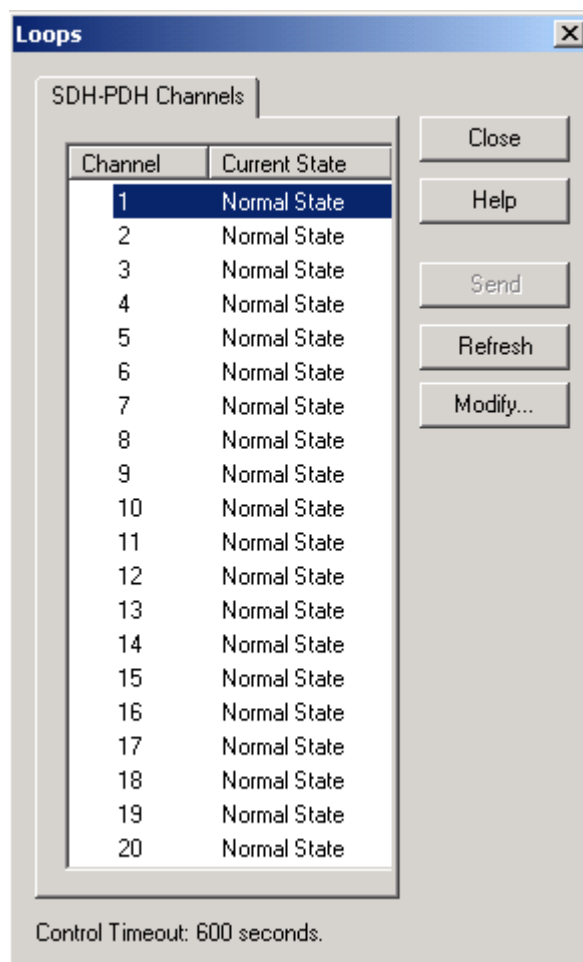 Loops
SDH-PDH Channels
Channel Current State
1 Normal State
2 Normal State
3 Normal State
4 Normal State
5 Normal State
6 Normal State
7 Normal State
8 Normal State
9 Normal State
10 Normal State
11 Normal State
12 Normal State
13 Normal State
14 Normal State
15 Normal State
16 Normal State
17 Normal State
18 Normal State
19 Normal State
20 Normal State
Close
Help
Send
Refresh
Modify...
Control Timeout: 600 seconds.